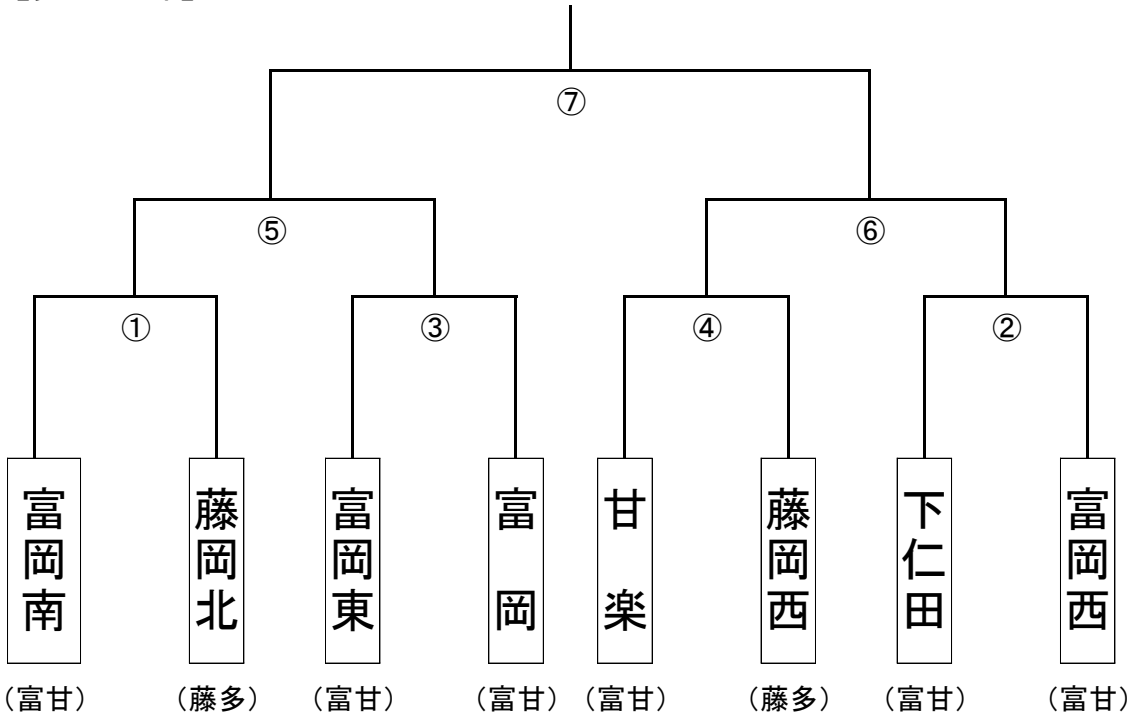 ⑦
⑤
⑥
①
③
④
②
富岡南
藤岡北
富岡東
富岡
甘楽
藤岡西
下仁田
富岡西
（富甘）
（藤多）
（富甘）
（富甘）
（富甘）
（藤多）
（富甘）
（富甘）